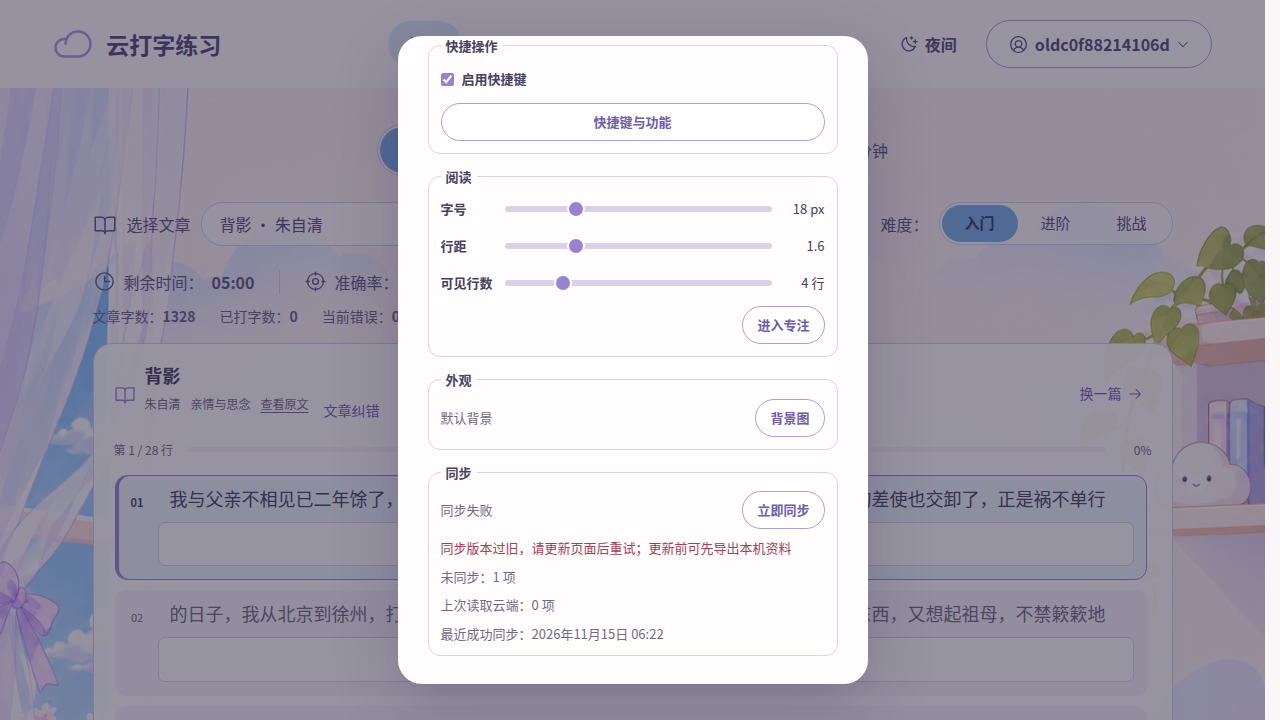 云打字练习
夜间
oldc0f88214106d
快捷操作
启用快捷键
快捷键与功能
钟
阅读
选择文章
背影 · 朱自清
字号
18 px
难度：
入门
进阶
挑战
行距
1.6
剩余时间： 05:00
准确率：
可见行数
4 行
文章字数：1328
已打字数：0
当前错误：0
进入专注
背影
朱自清
亲情与思念
查看原文
文章纠错
换一篇
外观
默认背景
背景图
第 1 / 28 行
0%
同步
01
我与父亲不相见已二年馀了，
差使也交卸了，正是祸不单行
同步失败
立即同步
同步版本过旧，请更新页面后重试；更新前可先导出本机资料
未同步：1 项
上次读取云端：0 项
02
的日子，我从北京到徐州，打
西，又想起祖母，不禁簌簌地
最近成功同步：2026年11月15日 06:22